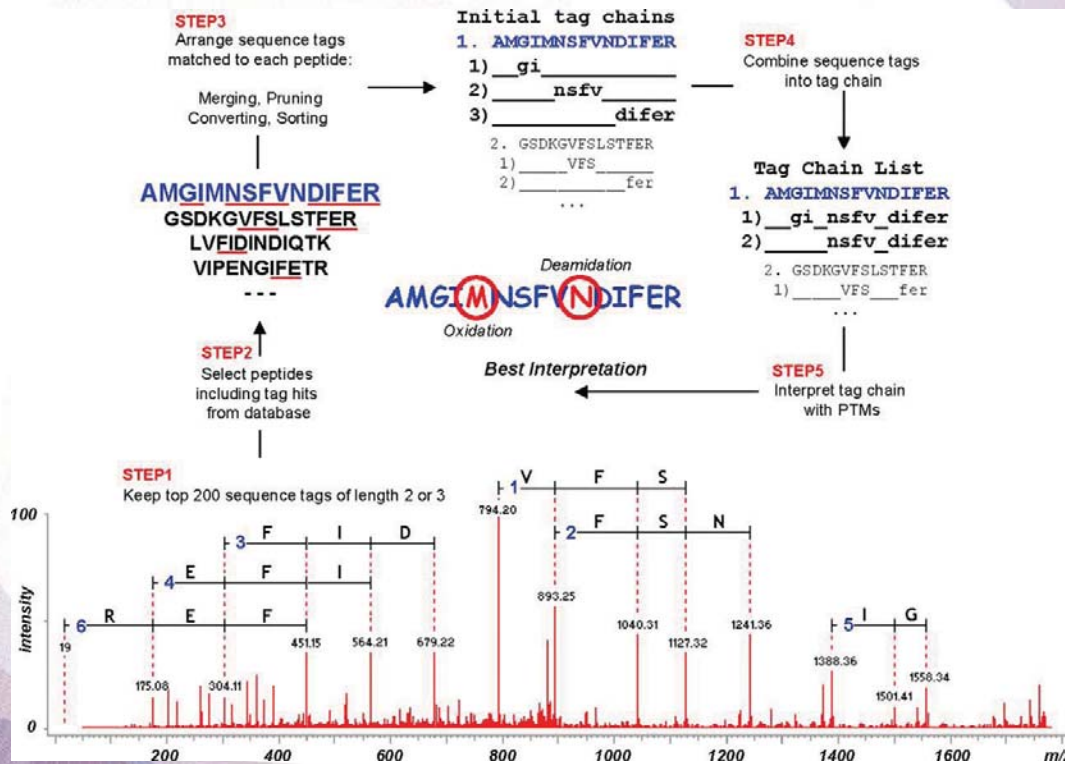 STEP3
Arrange sequence tags
matched to each peptide:
Merging, Pruning
Converting, Sorting
Initial tag chains
1. AMGIMNSFVNDIFER
1)__gi___________
2)______nsfv_____
3)__________difer
2. GSDKGVFSLSTFER
1)_____VFS______
2)___________fer
...
STEP4
Combine sequence tags
into tag chain
Tag Chain List
1. AMGIMNSFVNDIFER
1)__gi_nsfv_difer
2)_____nsfv_difer
2. GSDKGVFSLSTFER
1)_____VFS___fer
...
AMGIMNSFVNDIFER
GSDKGVFSLSTFER
LVFIDINDIQTK
VIPENGIFETR
---
Deamidation
AMGIMNSFVNDIFER
Oxidation
STEP2
Select peptides
including tag hits
from database
Best Interpretation
STEP5
Interpret tag chain
with PTMs
STEP1
Keep top 200 sequence tags of length 2 or 3
1 V F S
794.20
2 F S N
3 F I D
4 E F I
893.25
6 R E F
5 I G
19
175.08
304.11
451.15
564.21
679.22
1040.31
1127.32
1241.36
1388.36
1501.41
1558.34
intensity
100
0
200 400 600 800 1000 1200 1400 1600 m/z